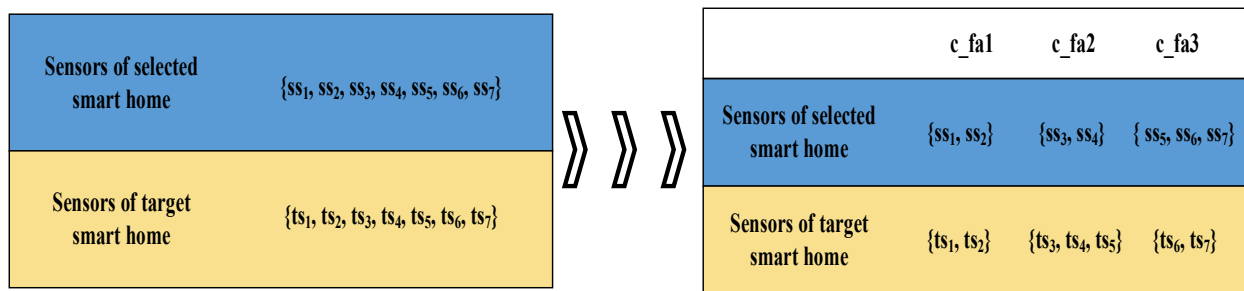 Sensors of selected
smart home
{ss₁, ss₂, ss₃, ss₄, ss₅, ss₆, ss₇}
Sensors of target
smart home
{ts₁, ts₂, ts₃, ts₄, ts₅, ts₆, ts₇}
c_fa1 c_fa2 c_fa3
Sensors of selected
smart home
{ss₁, ss₂} {ss₃, ss₄} { ss₅, ss₆, ss₇}
Sensors of target
smart home
{ts₁, ts₂} {ts₃, ts₄, ts₅} {ts₆, ts₇}